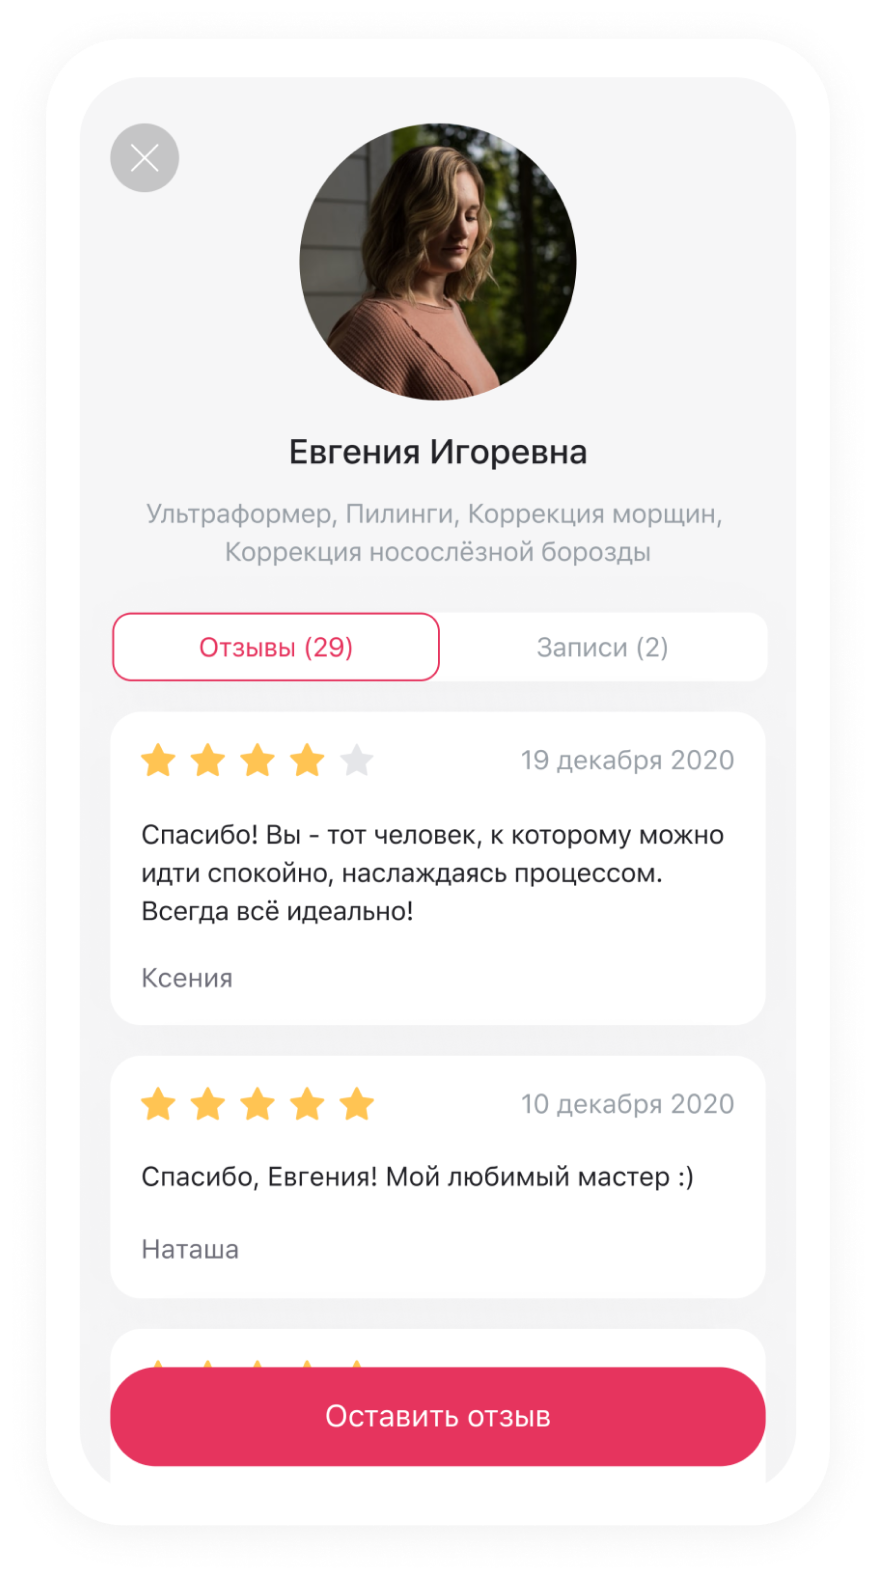 Евгения Игоревна
Ультраформер, Пилинги, Коррекция морщин,
Коррекция носослёзной борозды
Отзывы (29)
Записи (2)
19 декабря 2020
Спасибо! Вы - тот человек, к которому можно
идти спокойно, наслаждаясь процессом.
Всегда всё идеально!
Ксения
10 декабря 2020
Спасибо, Евгения! Мой любимый мастер :)
Наташа
Оставить отзыв